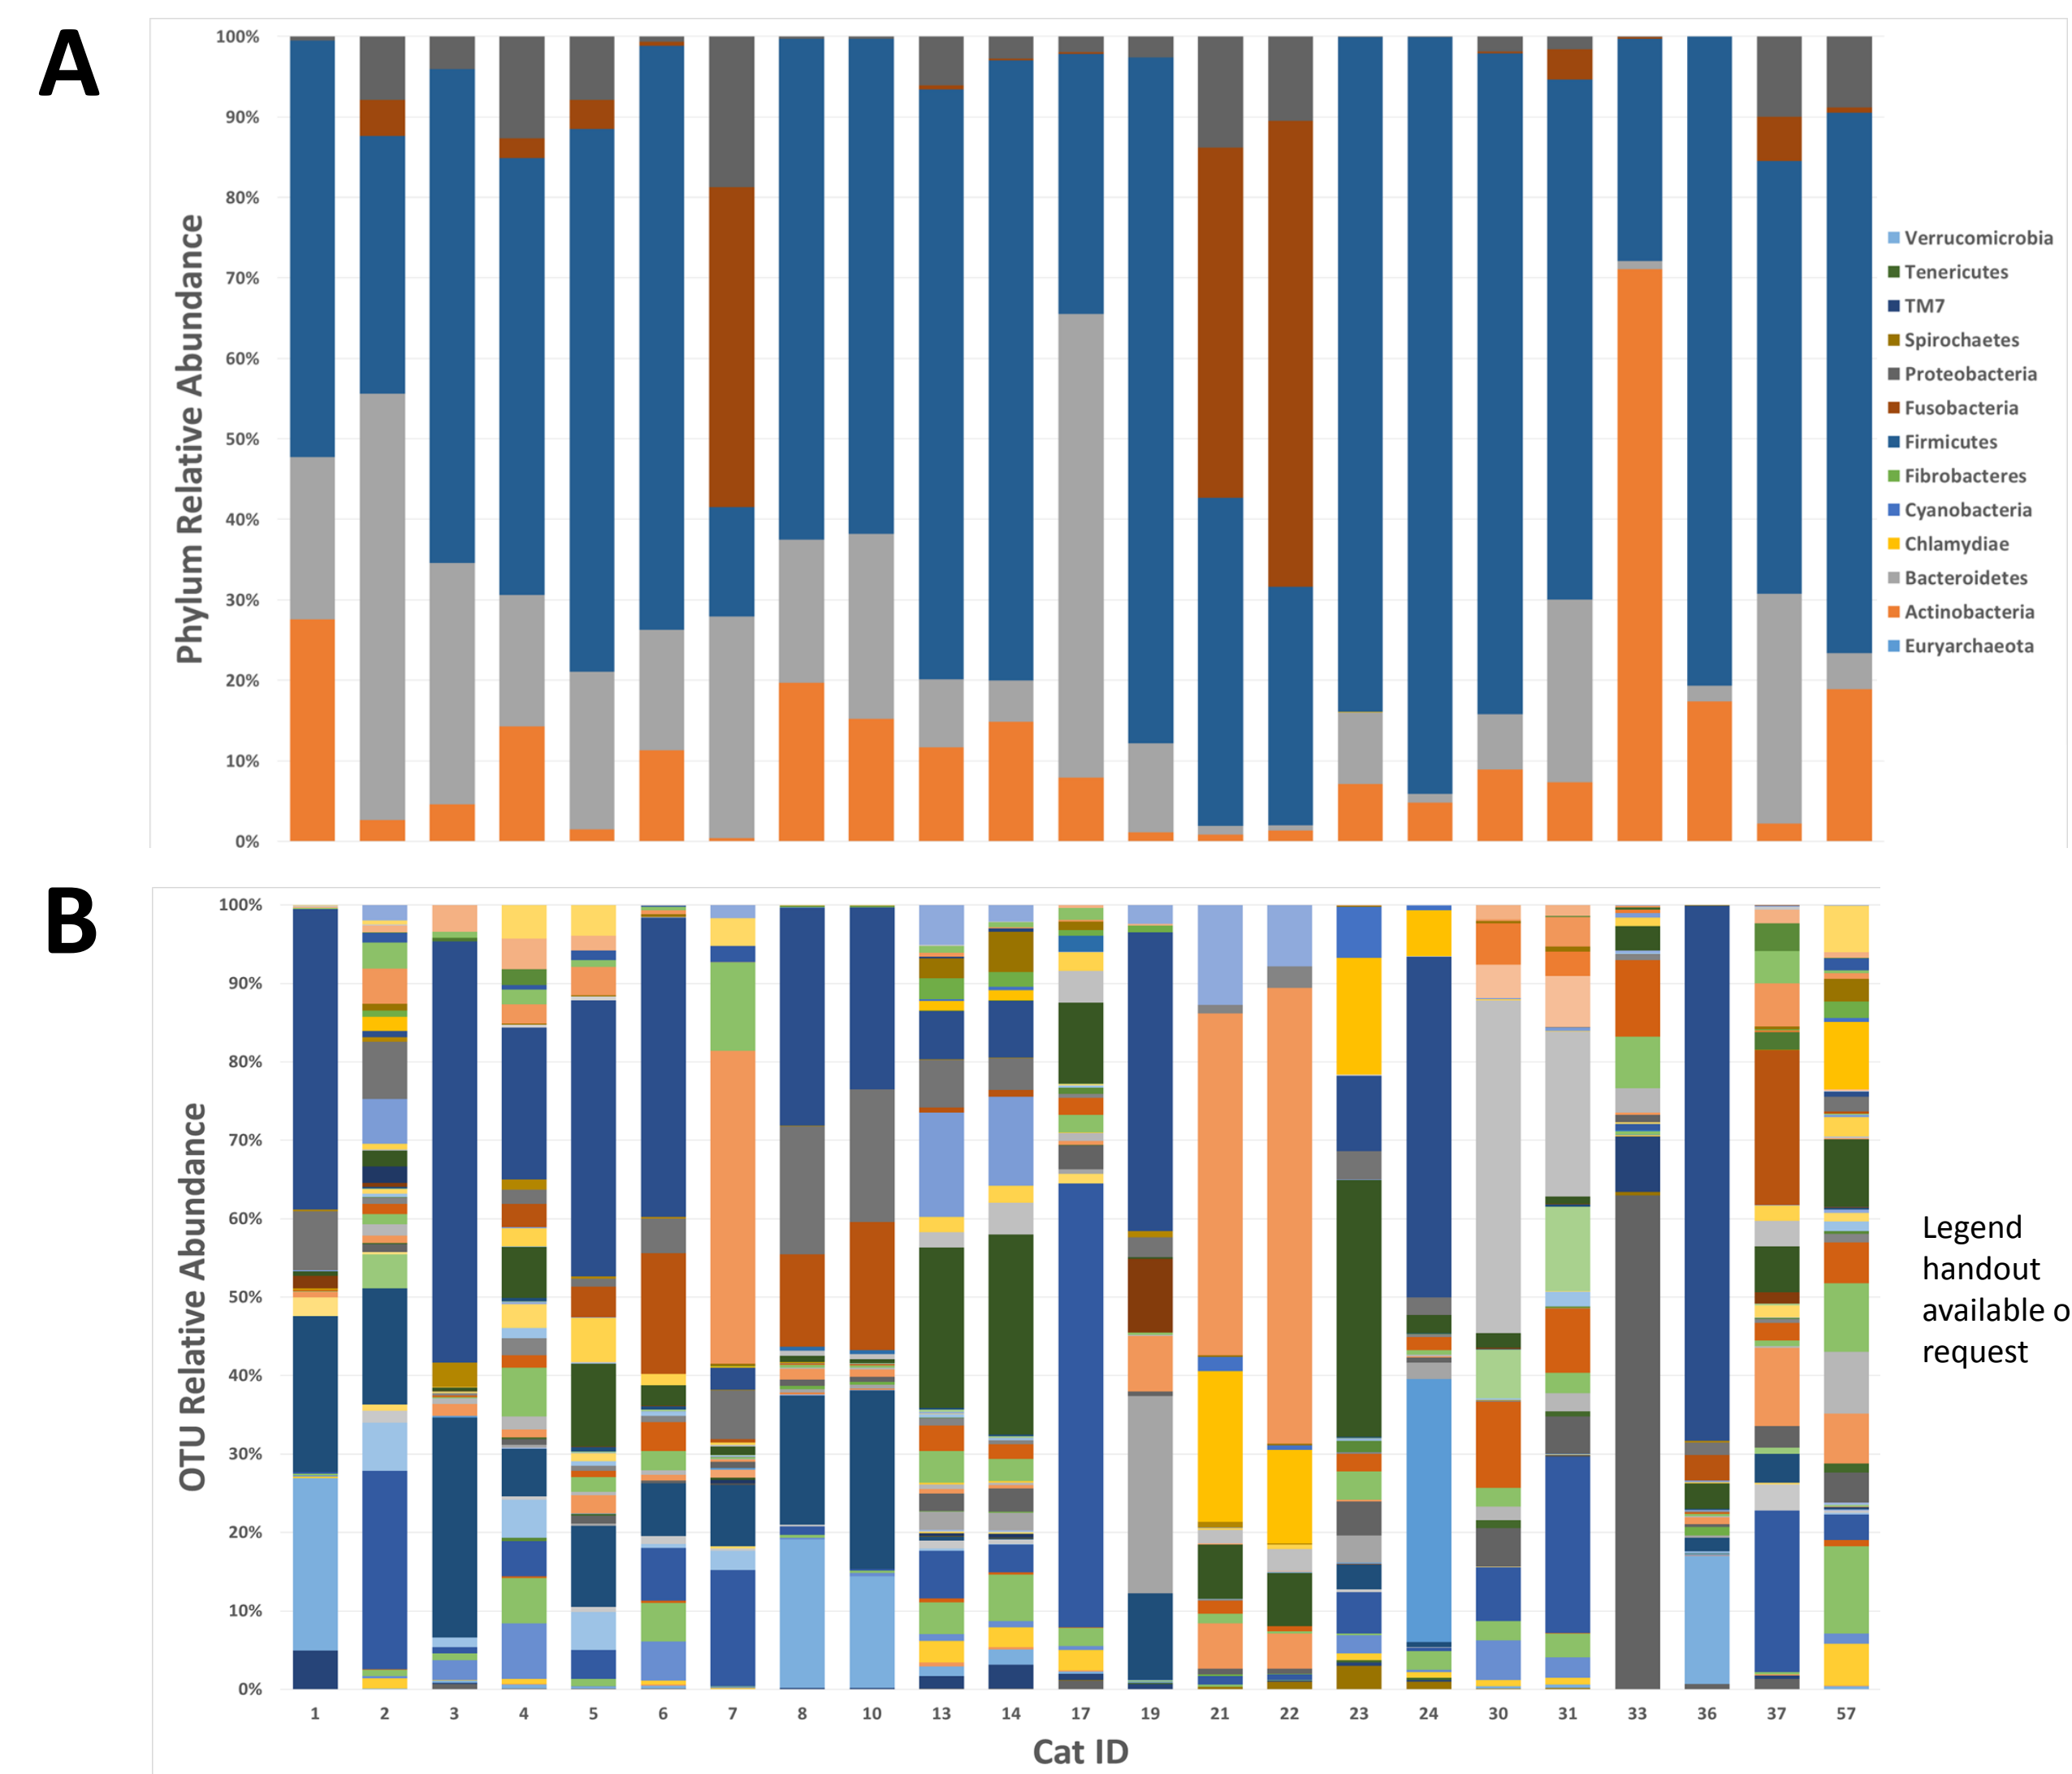 A
Phylum Relative Abundance
100%
90%
80%
70%
60%
50%
40%
30%
20%
10%
0%
Verrucomicrobia
Tenericutes
TM7
Spirochaetes
Proteobacteria
Fusobacteria
Firmicutes
Fibrobacteres
Cyanobacteria
Chlamydiae
Bacteroidetes
Actinobacteria
Euryarchaeota
B
OTU Relative Abundance
100%
90%
80%
70%
60%
50%
40%
30%
20%
10%
0%
1 2 3 4 5 6 7 8 10 13 14 17 19 21 22 23 24 30 31 33 36 37 57
Cat ID
Legend
handout
available o
request